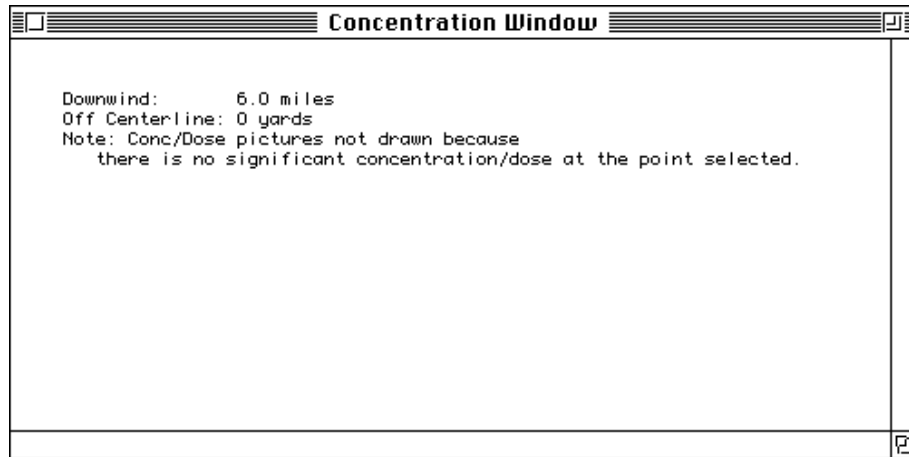 Concentration Window
Downwind: 6.0 miles
Off Centerline: 0 yards
Note: Conc/Dose pictures not drawn because
there is no significant concentration/dose at the point selected.